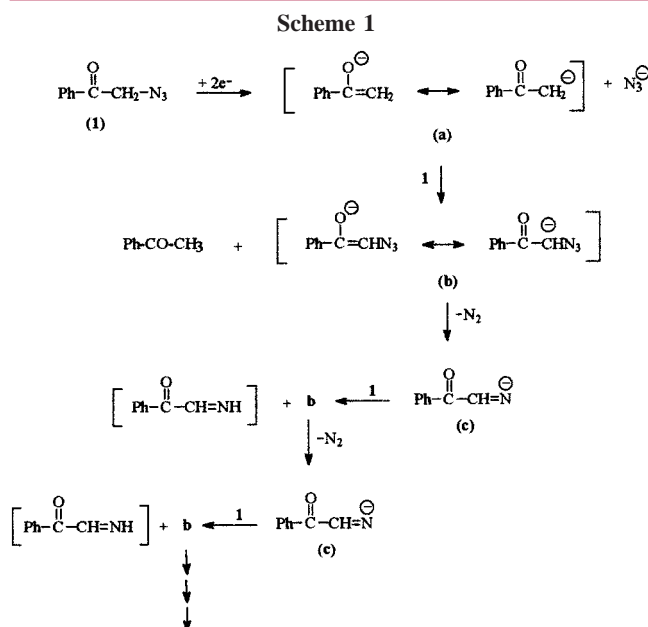 Scheme 1
O
Ph-C-CH2-N3
(1)
+ 2e-
O⊖
Ph-C=CH2
O
Ph-C-CH2⊖
+ N3⊖
(a)
1
Ph-CO-CH3
+
O⊖
Ph-C=CHN3
O
Ph-C-CHN3⊖
(b)
-N2
O
Ph-C-CH=NH
+ b
1
O
Ph-C-CH=N⊖
(c)
-N2
O
Ph-C-CH=NH
+ b
1
O
Ph-C-CH=N⊖
(c)